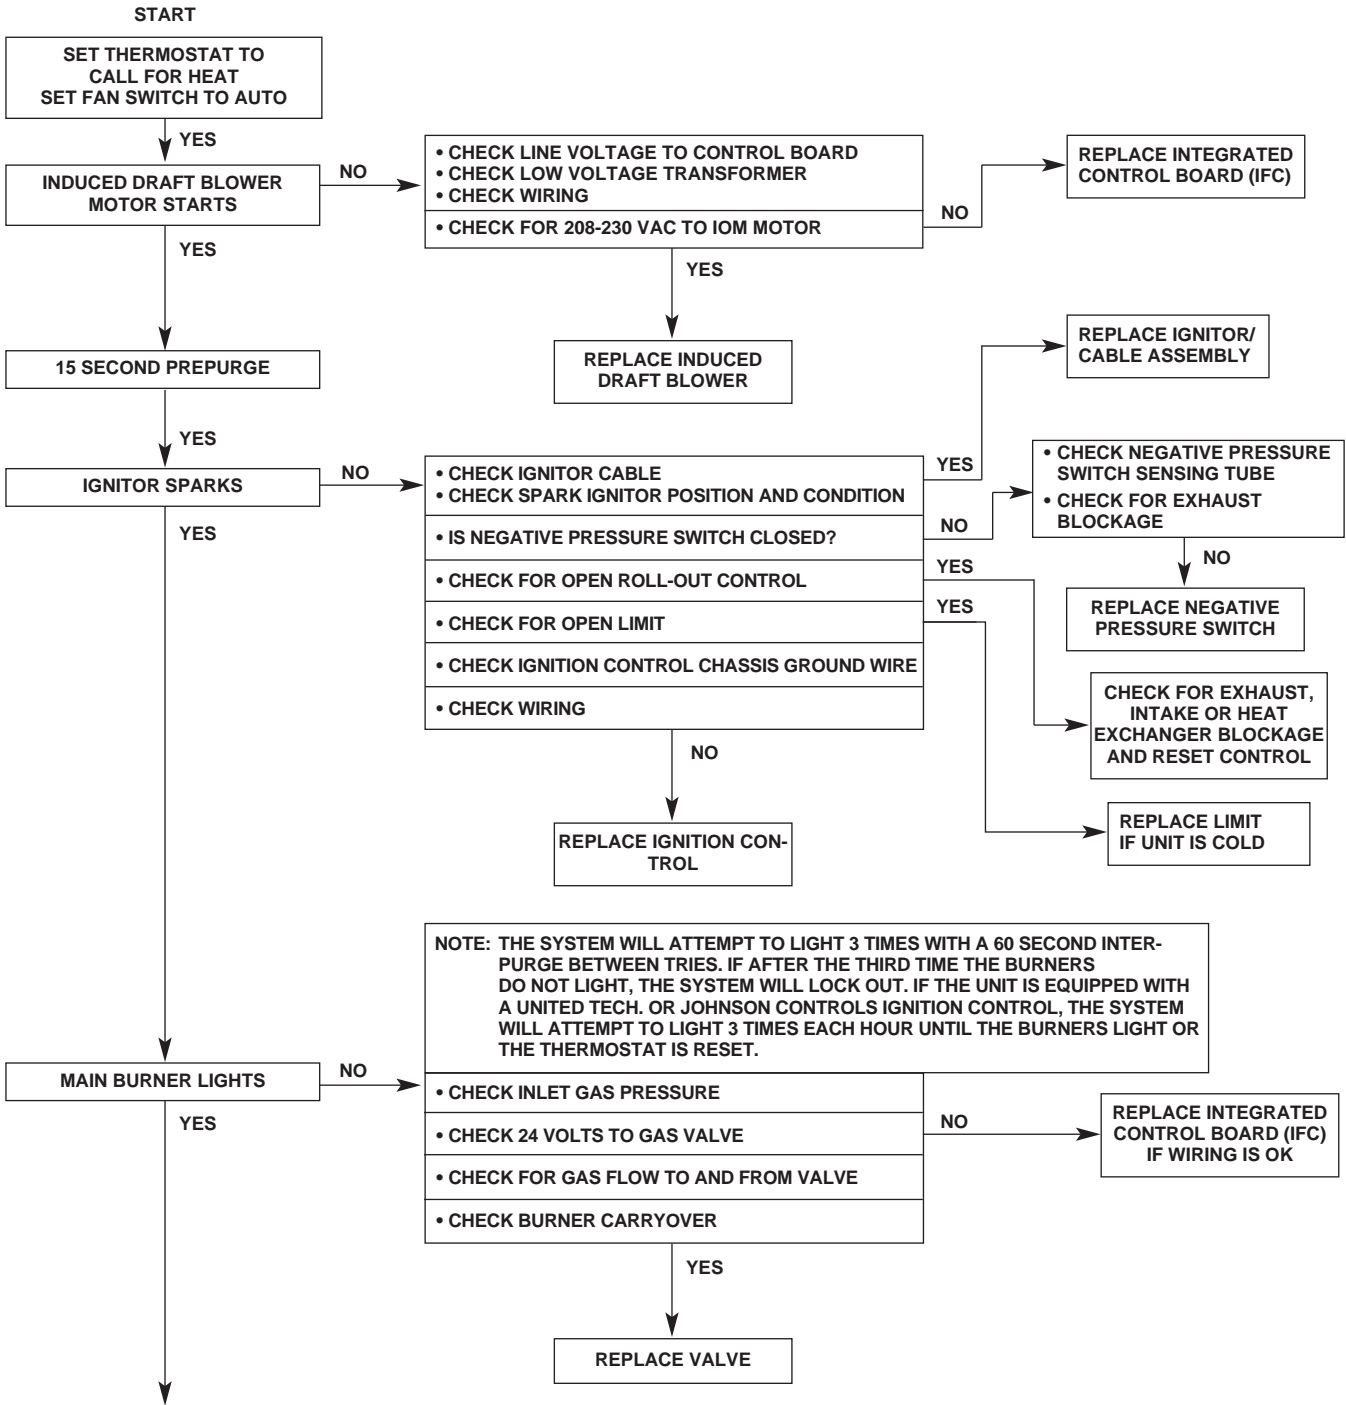 START
SET THERMOSTAT TO
CALL FOR HEAT
SET FAN SWITCH TO AUTO
YES
INDUCED DRAFT BLOWER
MOTOR STARTS
NO
• CHECK LINE VOLTAGE TO CONTROL BOARD
• CHECK LOW VOLTAGE TRANSFORMER
• CHECK WIRING
• CHECK FOR 208-230 VAC TO IOM MOTOR
NO
REPLACE INTEGRATED
CONTROL BOARD (IFC)
YES
REPLACE INDUCED
DRAFT BLOWER
YES
15 SECOND PREPURGE
YES
IGNITOR SPARKS
NO
• CHECK IGNITOR CABLE
• CHECK SPARK IGNITOR POSITION AND CONDITION
YES
REPLACE IGNITOR/
CABLE ASSEMBLY
• IS NEGATIVE PRESSURE SWITCH CLOSED?
NO
• CHECK NEGATIVE PRESSURE
SWITCH SENSING TUBE
• CHECK FOR EXHAUST
BLOCKAGE
NO
REPLACE NEGATIVE
PRESSURE SWITCH
• CHECK FOR OPEN ROLL-OUT CONTROL
YES
CHECK FOR EXHAUST,
INTAKE OR HEAT
EXCHANGER BLOCKAGE
AND RESET CONTROL
• CHECK FOR OPEN LIMIT
YES
REPLACE LIMIT
IF UNIT IS COLD
• CHECK IGNITION CONTROL CHASSIS GROUND WIRE
• CHECK WIRING
NO
REPLACE IGNITION CON-
TROL
YES
NOTE: THE SYSTEM WILL ATTEMPT TO LIGHT 3 TIMES WITH A 60 SECOND INTER-
PURGE BETWEEN TRIES. IF AFTER THE THIRD TIME THE BURNERS
DO NOT LIGHT, THE SYSTEM WILL LOCK OUT. IF THE UNIT IS EQUIPPED WITH
A UNITED TECH. OR JOHNSON CONTROLS IGNITION CONTROL, THE SYSTEM
WILL ATTEMPT TO LIGHT 3 TIMES EACH HOUR UNTIL THE BURNERS LIGHT OR
THE THERMOSTAT IS RESET.
MAIN BURNER LIGHTS
NO
• CHECK INLET GAS PRESSURE
• CHECK 24 VOLTS TO GAS VALVE
NO
REPLACE INTEGRATED
CONTROL BOARD (IFC)
IF WIRING IS OK
• CHECK FOR GAS FLOW TO AND FROM VALVE
• CHECK BURNER CARRYOVER
YES
REPLACE VALVE
YES